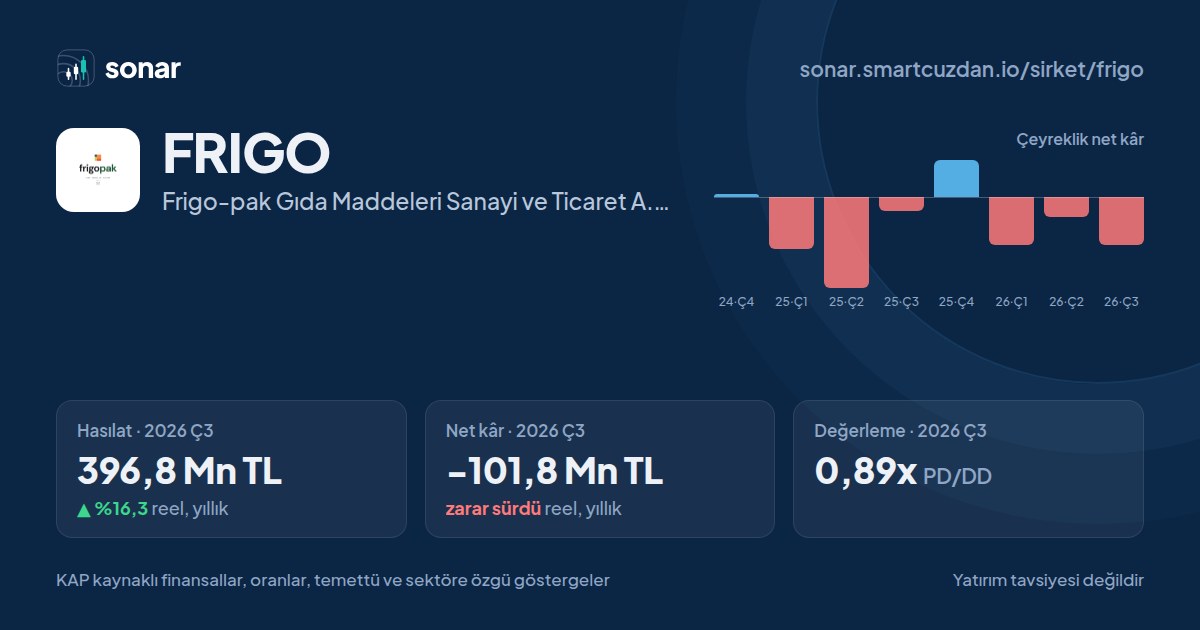 sonar
sonar.smartcuzdan.io/sirket/frigo
frigopak
FRIGO
Frigo-pak Gıda Maddeleri Sanayi ve Ticaret A....
Çeyreklik net kâr
24·Ç4 25·Ç1 25·Ç2 25·Ç3 25·Ç4 26·Ç1 26·Ç2 26·Ç3
Hasılat · 2026 Ç3
396,8 Mn TL
▲ %16,3 reel, yıllık
Net kâr · 2026 Ç3
-101,8 Mn TL
zarar sürdü reel, yıllık
Değerleme · 2026 Ç3
0,89x PD/DD
KAP kaynaklı finansallar, oranlar, temettü ve sektöre özgü göstergeler
Yatırım tavsiyesi değildir